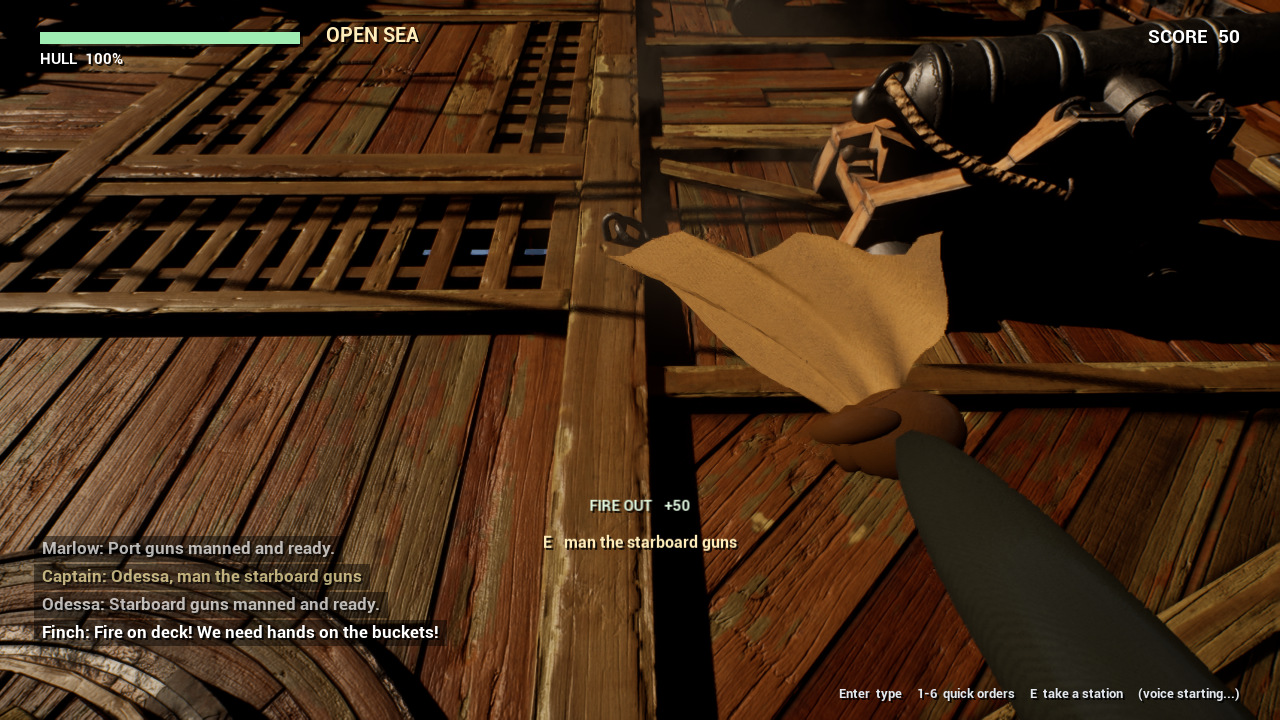 OPEN SEA
SCORE 50
HULL 100%
FIRE OUT +50
E man the starboard guns
Marlow: Port guns manned and ready.
Captain: Odessa, man the starboard guns
Odessa: Starboard guns manned and ready.
Finch: Fire on deck! We need hands on the buckets!
Enter type 1-6 quick orders E take a station (voice starting...)